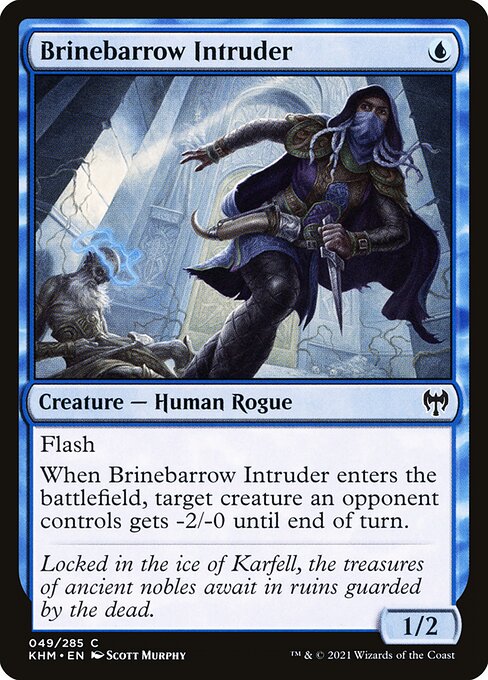 Brinebarrow Intruder
Creature — Human Rogue
Flash
When Brinebarrow Intruder enters the
battlefield, target creature an opponent
controls gets -2/-0 until end of turn.
Locked in the ice of Karfell, the treasures
of ancient nobles await in ruins guarded
by the dead.
1/2
049/285 C
KHM • EN Scott Murphy
™ & © 2021 Wizards of the Coast